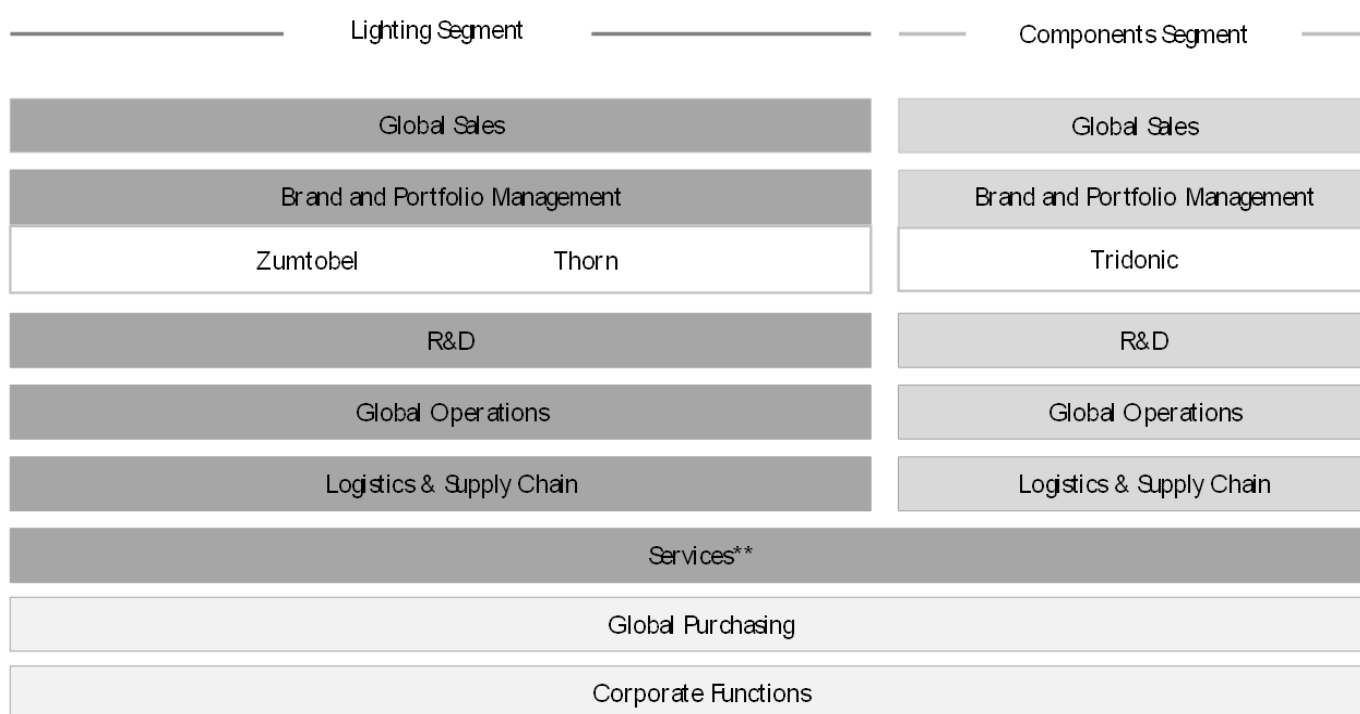 Lighting Segment
Components Segment
Global Sales
Global Sales
Brand and Portfolio Management
Brand and Portfolio Management
Zumtobel Thorn
Tridonic
R&D
R&D
Global Operations
Global Operations
Logistics & Supply Chain
Logistics & Supply Chain
Services**
Global Purchasing
Corporate Functions